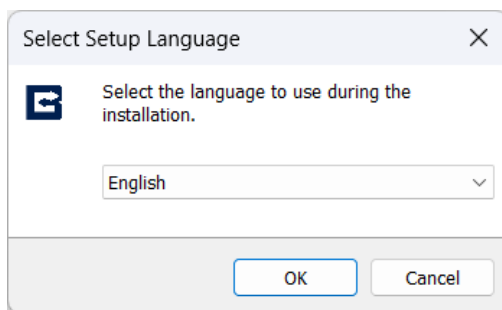 Select Setup Language
Select the language to use during the
installation.
English
OK
Cancel